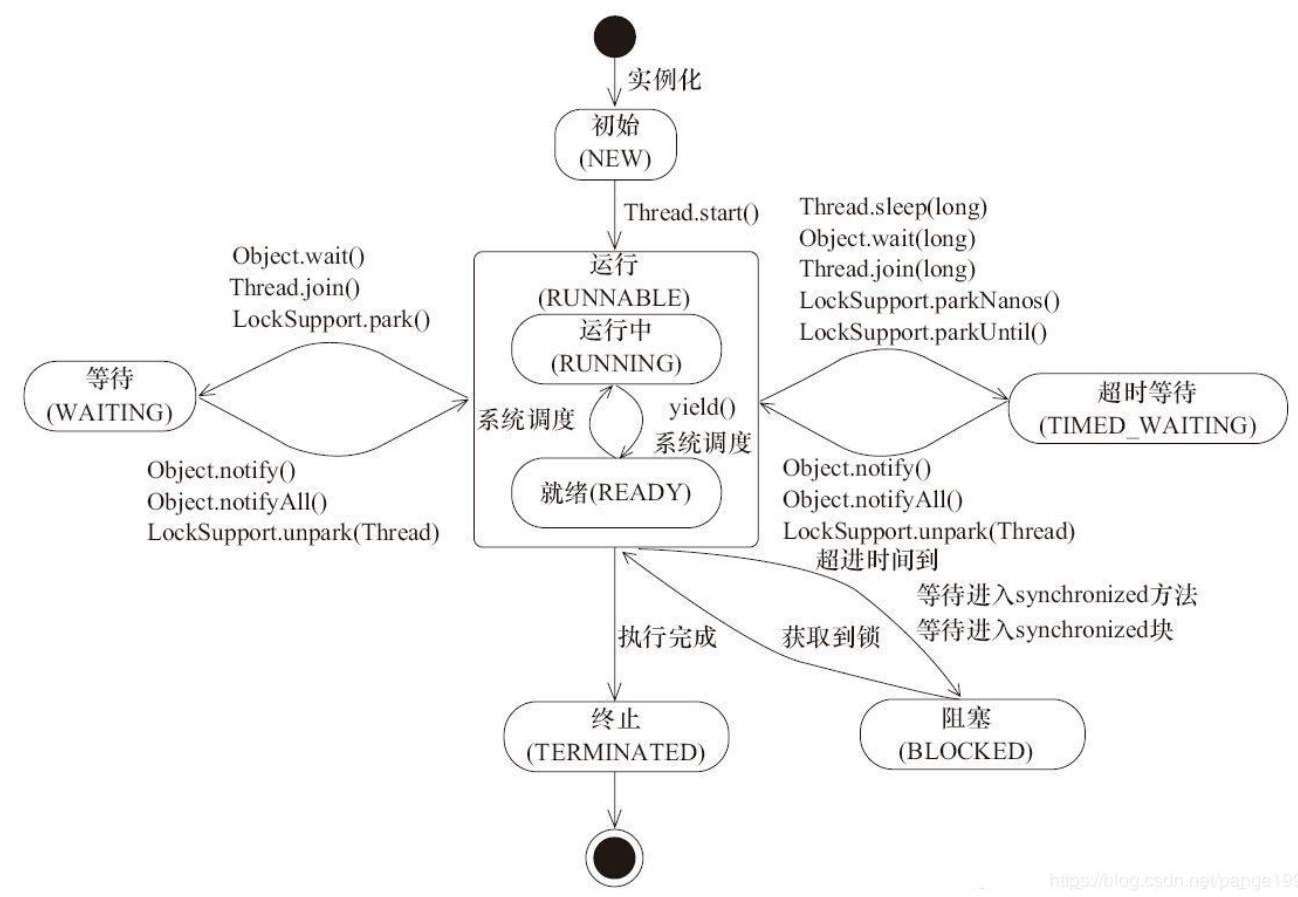 实例化
初始
(NEW)
Thread.start()
Thread.sleep(long)
Object.wait(long)
Thread.join(long)
LockSupport.parkNanos()
LockSupport.parkUntil()
Object.wait()
Thread.join()
LockSupport.park()
运行
(RUNNABLE)
运行中
(RUNNING)
等待
(WAITING)
超时等待
(TIMED_WAITING)
系统调度
yield()
系统调度
就绪(READY)
Object.notify()
Object.notifyAll()
LockSupport.unpark(Thread)
Object.notify()
Object.notifyAll()
LockSupport.unpark(Thread)
超进时间到
等待进入synchronized方法
等待进入synchronized块
获取到锁
执行完成
终止
(TERMINATED)
阻塞
(BLOCKED)
https://blog.csdn.net/pange199